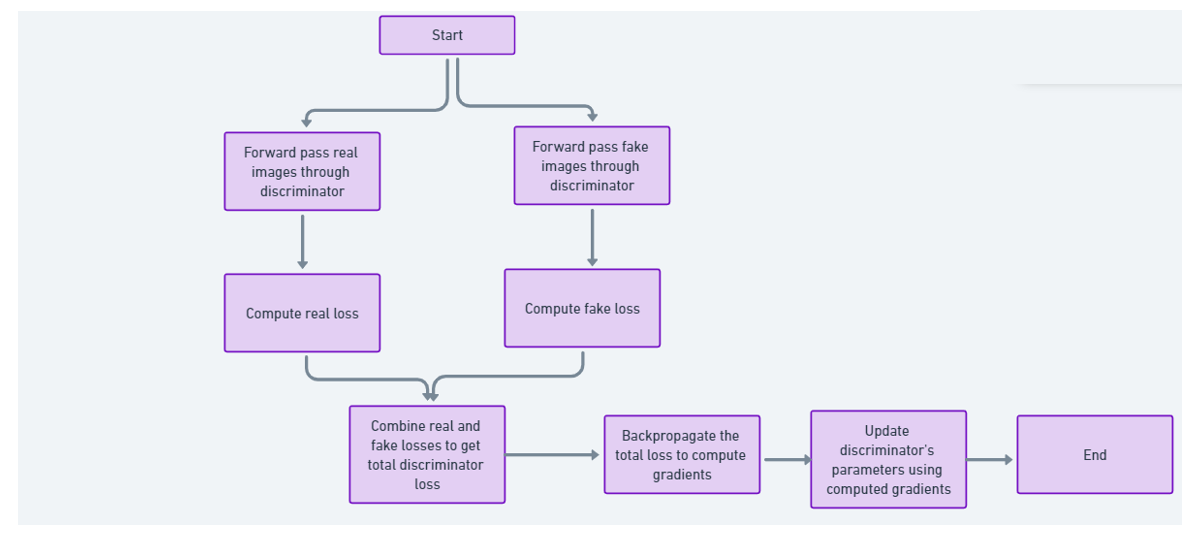 Start
Forward pass real
images through
discriminator
Forward pass fake
images through
discriminator
Compute real loss
Compute fake loss
Combine real and
fake losses to get
total discriminator
loss
Backpropagate the
total loss to compute
gradients
Update
discriminator's
parameters using
computed gradients
End